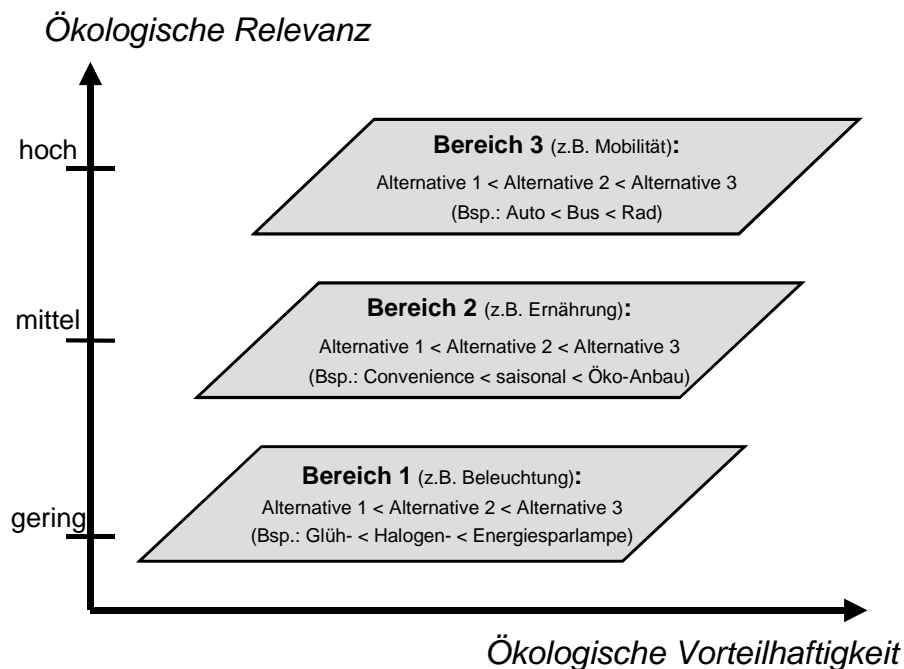 Ökologische Relevanz
hoch
Bereich 3 (z.B. Mobilität):
Alternative 1 < Alternative 2 < Alternative 3
(Bsp.: Auto < Bus < Rad)
mittel
Bereich 2 (z.B. Ernährung):
Alternative 1 < Alternative 2 < Alternative 3
(Bsp.: Convenience < saisonal < Öko-Anbau)
gering
Bereich 1 (z.B. Beleuchtung):
Alternative 1 < Alternative 2 < Alternative 3
(Bsp.: Glüh- < Halogen- < Energiesparlampe)
Ökologische Vorteilhaftigkeit